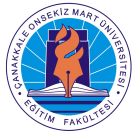 ÇANAKKALE ONSEKİZ MART ÜNİVERSİTESİ
EĞİTİM FAKÜLTESİ